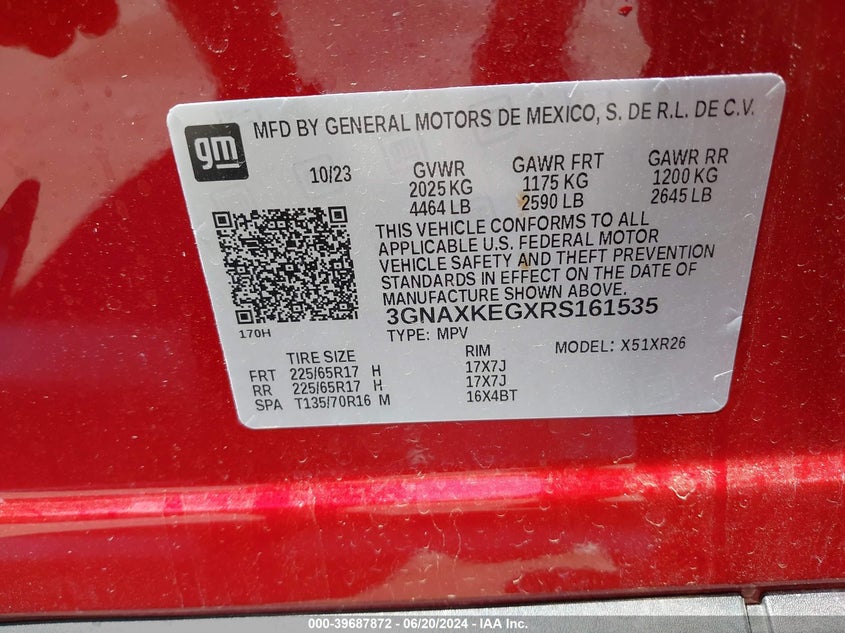 gm
MFD BY GENERAL MOTORS DE MEXICO, S. DE R.L. DE C.V.
10/23
GVWR GAWR FRT GAWR RR
2025 KG 1175 KG 1200 KG
4464 LB 2590 LB 2645 LB
THIS VEHICLE CONFORMS TO ALL
APPLICABLE U.S. FEDERAL MOTOR
VEHICLE SAFETY AND THEFT PREVENTION
STANDARDS IN EFFECT ON THE DATE OF
MANUFACTURE SHOWN ABOVE.
3GNAXKEGXRS161535
170H
TYPE: MPV MODEL: X51XR26
TIRE SIZE RIM
FRT 225/65R17 H 17X7J
RR 225/65R17 H 17X7J
SPA T135/70R16 M 16X4BT
000-39687872 / 06/20/2024 - IAA Inc.